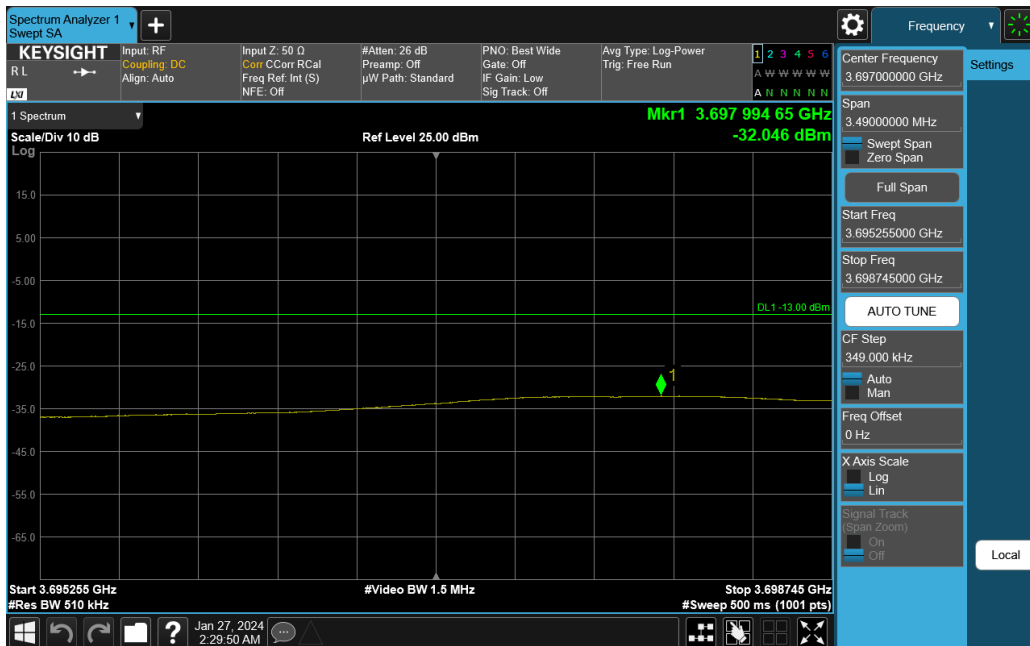 Spectrum Analyzer 1
Swept SA
Frequency
KEYSIGHT
R L
LXI
Input: RF
Coupling: DC
Align: Auto
Input Z: 50 Ω
Corr CCorr RCal
Freq Ref: Int (S)
NFE: Off
#Atten: 26 dB
Preamp: Off
µW Path: Standard
PNO: Best Wide
Gate: Off
IF Gain: Low
Sig Track: Off
Avg Type: Log-Power
Trig: Free Run
1 2 3 4 5 6
A W W W W W
A N N N N N
1 Spectrum
Scale/Div 10 dB
Log
Ref Level 25.00 dBm
Mkr1 3.697 994 65 GHz
-32.046 dBm
15.0
5.00
-5.00
-15.0
-25.0
-35.0
-45.0
-55.0
-65.0
DL1 -13.00 dBm
1
Start 3.695255 GHz
#Res BW 510 kHz
#Video BW 1.5 MHz
Stop 3.698745 GHz
#Sweep 500 ms (1001 pts)
Center Frequency
3.697000000 GHz
Span
3.49000000 MHz
Swept Span
Zero Span
Full Span
Start Freq
3.695255000 GHz
Stop Freq
3.698745000 GHz
AUTO TUNE
CF Step
349.000 kHz
Auto
Man
Freq Offset
0 Hz
X Axis Scale
Log
Lin
Signal Track
(Span Zoom)
On
Off
Settings
Local
?
Jan 27, 2024
2:29:50 AM